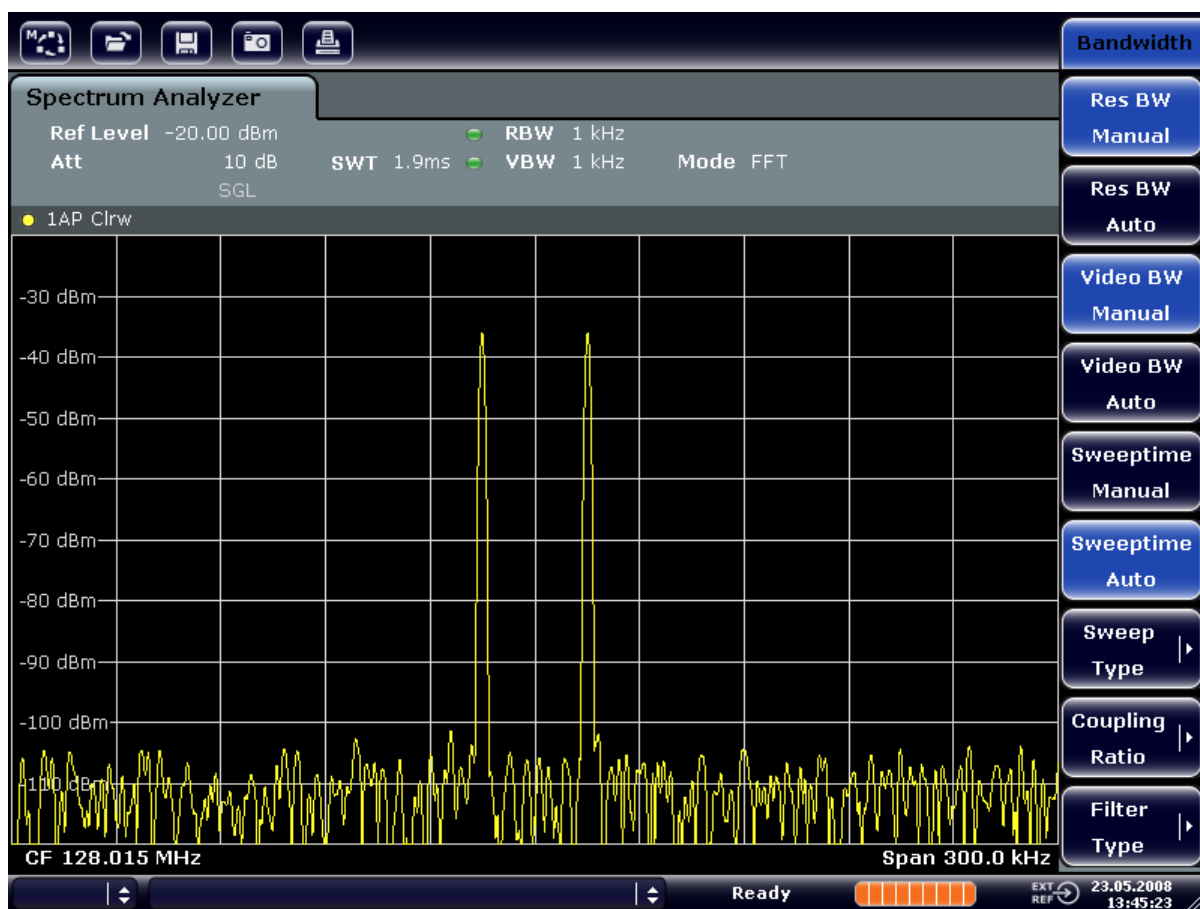 Bandwidth
Spectrum Analyzer
Ref Level -20.00 dBm RBW 1 kHz
Att 10 dB SWT 1.9ms VBW 1 kHz Mode FFT
SGL
1AP Clrw
-30 dBm
-40 dBm
-50 dBm
-60 dBm
-70 dBm
-80 dBm
-90 dBm
-100 dBm
-110 dBm
CF 128.015 MHz Span 300.0 kHz
Res BW
Manual
Res BW
Auto
Video BW
Manual
Video BW
Auto
Sweeptime
Manual
Sweeptime
Auto
Sweep
Type
Coupling
Ratio
Filter
Type
Ready
EXT
REF
23.05.2008
13:45:23
M